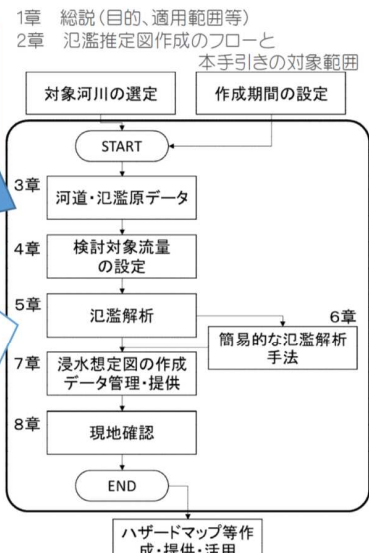 1章 総説(目的、適用範囲等)
2章 氾濫推定図作成のフローと
本手引きの対象範囲
対象河川の選定
作成期間の設定
START
3章
河道・氾濫原データ
4章
検討対象流量
の設定
5章
氾濫解析
6章
簡易的な氾濫解析
手法
7章
浸水想定図の作成
データ管理・提供
8章
現地確認
END
ハザードマップ等作
成・提供・活用